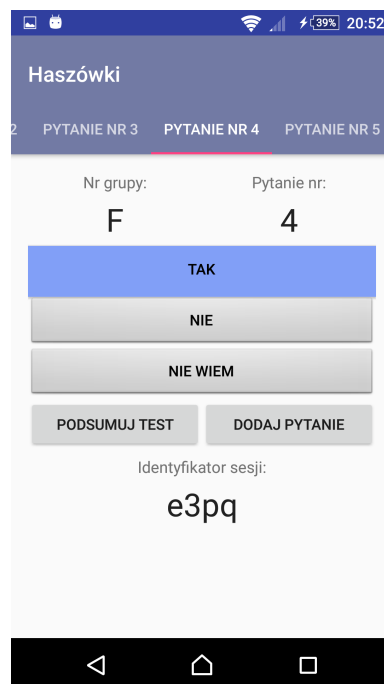 39% 20:52
Haszówki
2 PYTANIE NR 3 PYTANIE NR 4 PYTANIE NR 5
Nr grupy: Pytanie nr:
F 4
TAK
NIE
NIE WIEM
PODSUMUJ TEST DODAJ PYTANIE
Identyfikator sesji:
e3pq